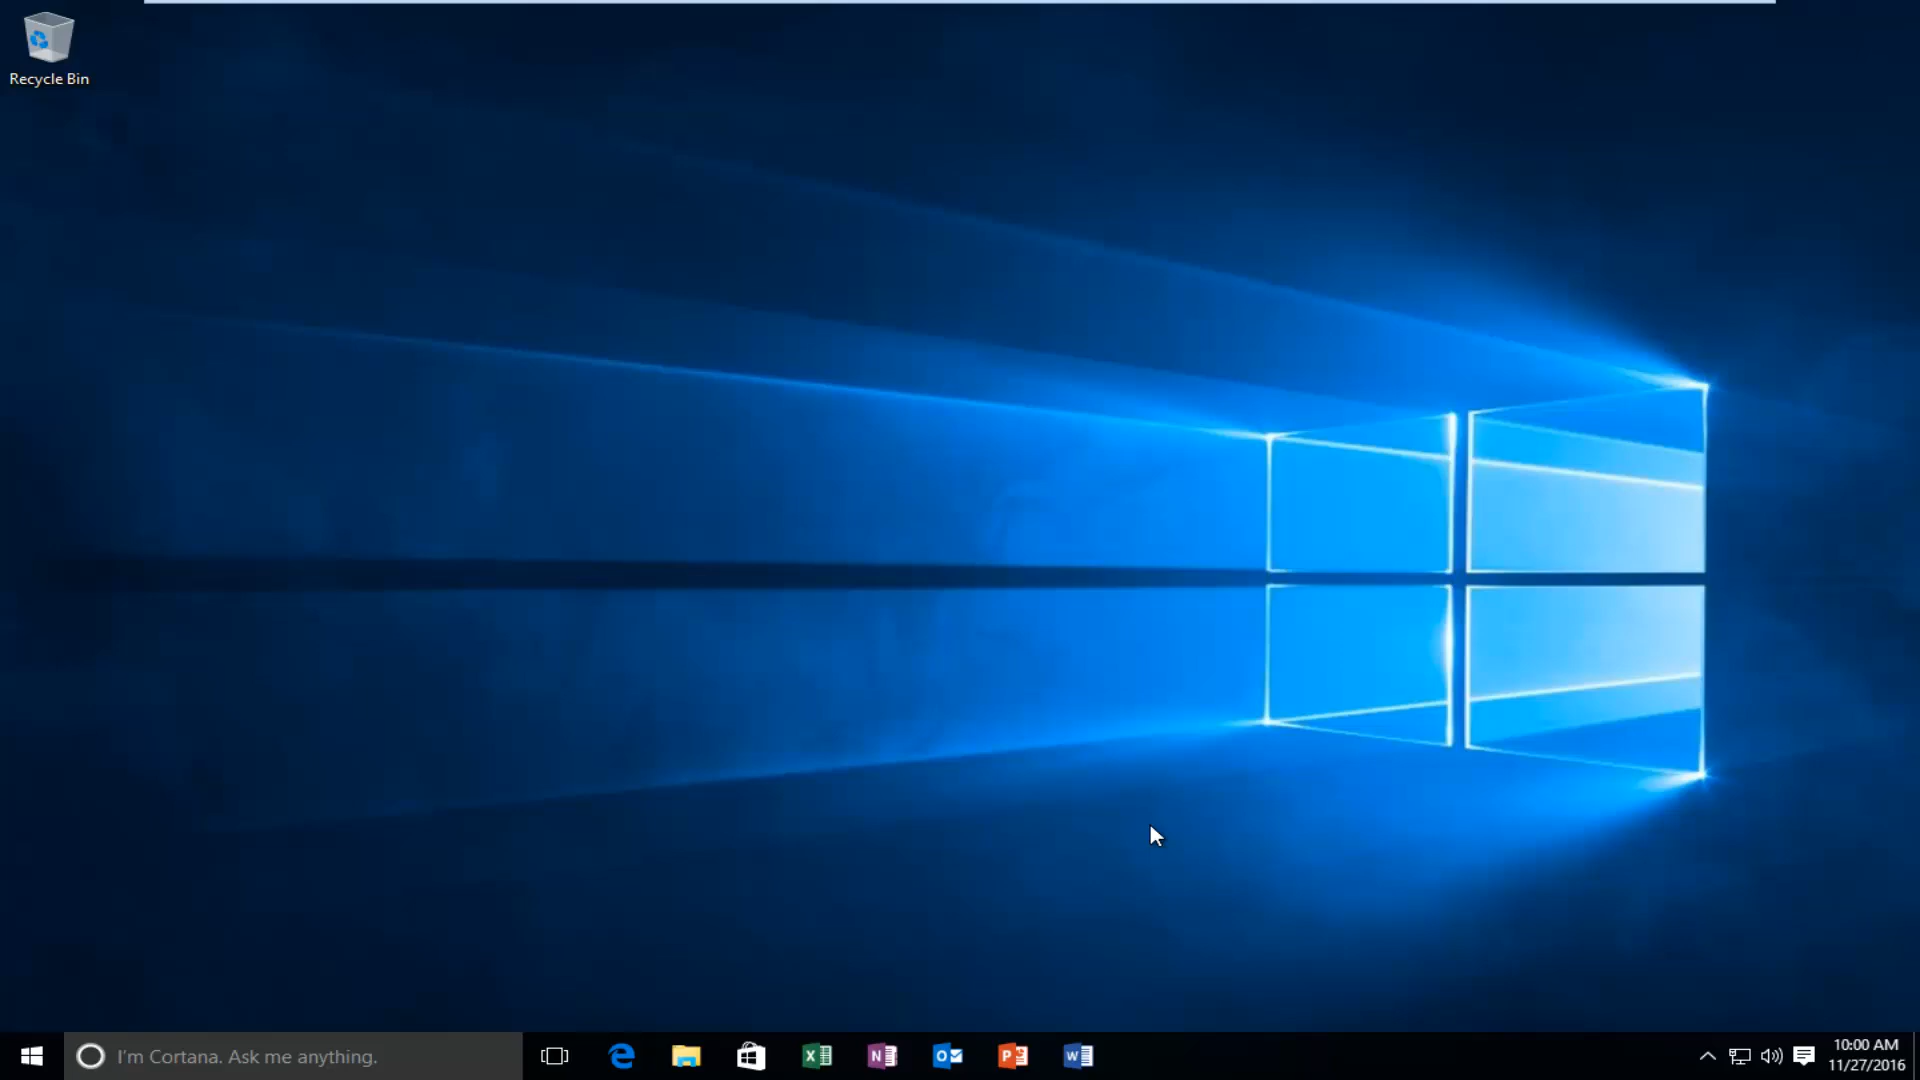 Recycle Bin
I'm Cortana. Ask me anything.
X
N
O
P
W
10:00 AM
11/27/2016